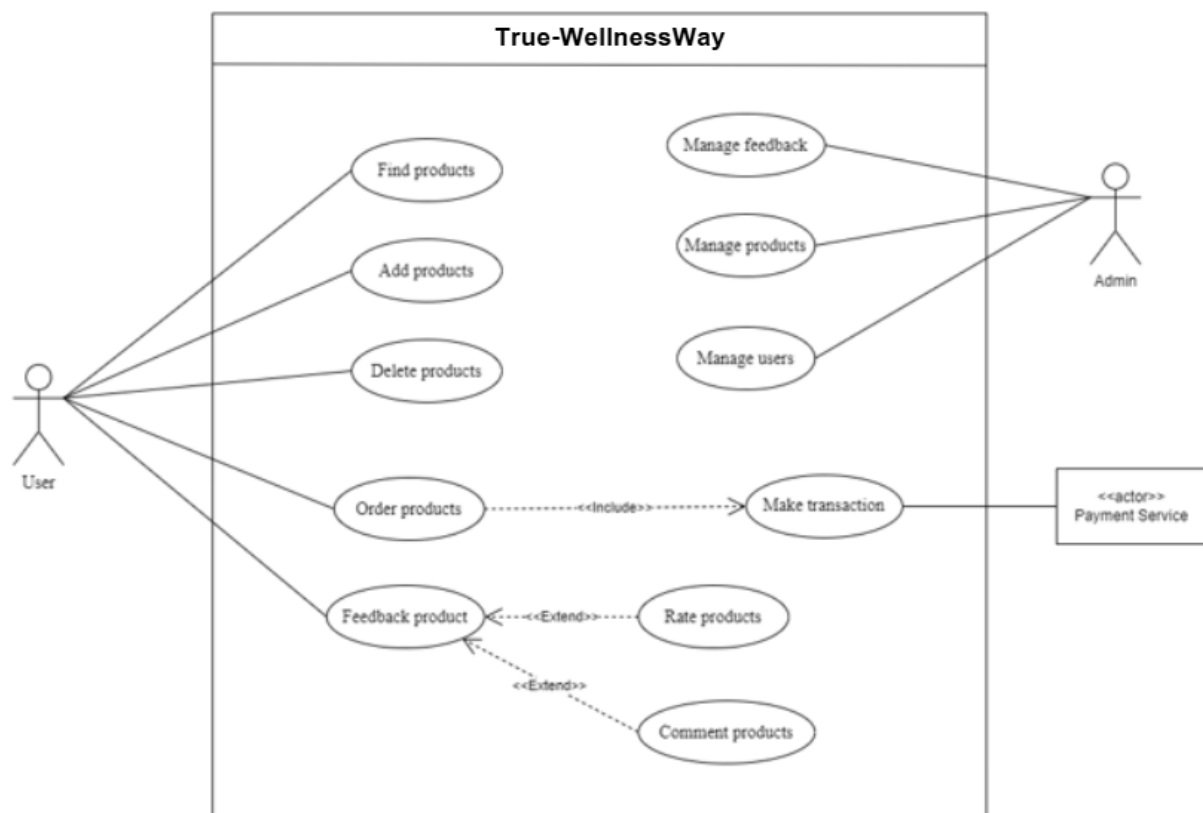 True-WellnessWay
Find products
Manage feedback
Add products
Manage products
Admin
Delete products
Manage users
User
Order products
<<Include>>
Make transaction
<<actor>>
Payment Service
Feedback product
<<Extend>>
Rate products
<<Extend>>
Comment products